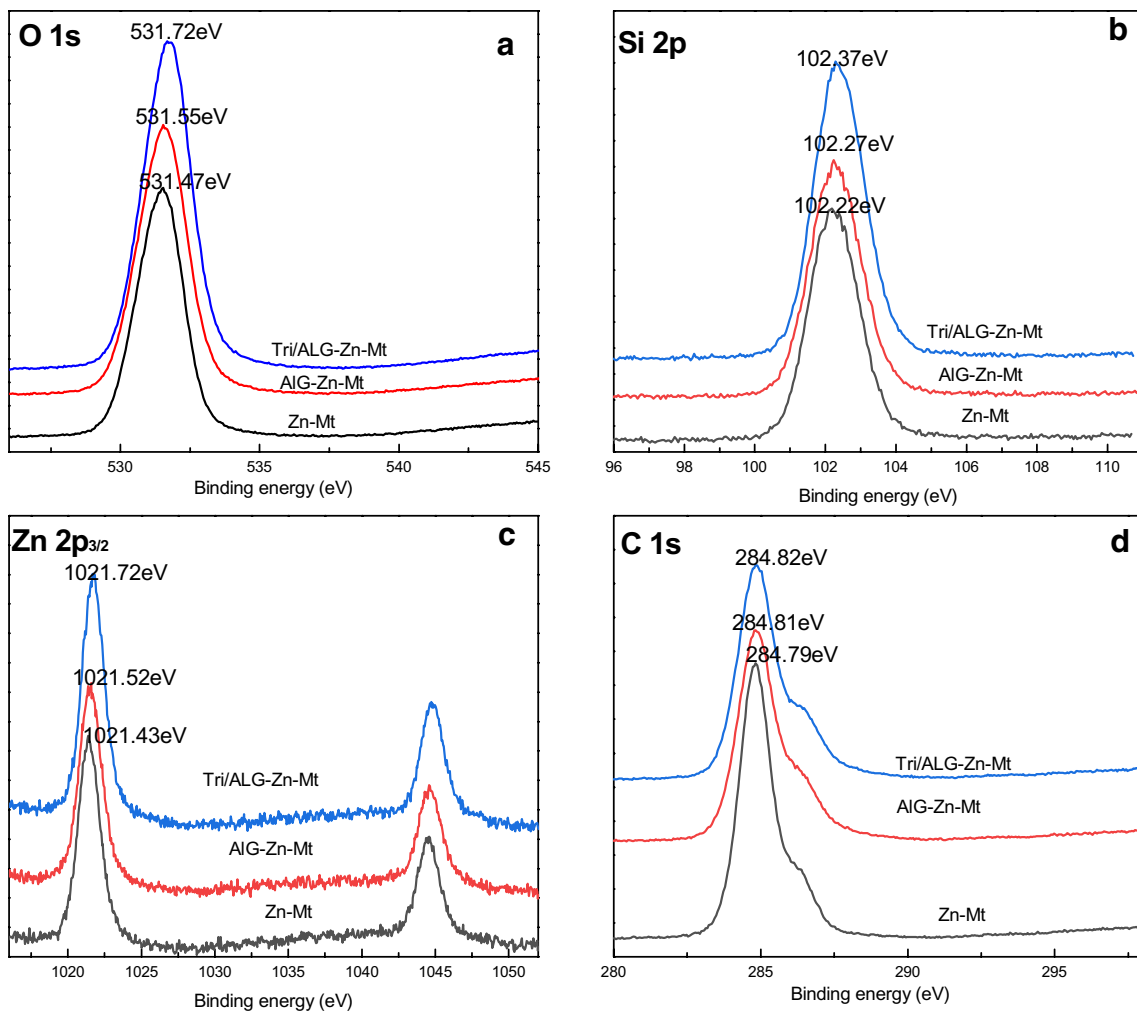 O 1s
a
531.72eV
531.55eV
531.47eV
Tri/ALG-Zn-Mt
AlG-Zn-Mt
Zn-Mt
530 535 540 545
Binding energy (eV)
Si 2p
b
102.37eV
102.27eV
102.22eV
Tri/ALG-Zn-Mt
AlG-Zn-Mt
Zn-Mt
96 98 100 102 104 106 108 110
Binding energy (eV)
Zn 2p3/2
c
1021.72eV
1021.52eV
1021.43eV
Tri/ALG-Zn-Mt
AlG-Zn-Mt
Zn-Mt
1020 1025 1030 1035 1040 1045 1050
Binding energy (eV)
C 1s
d
284.82eV
284.81eV
284.79eV
Tri/ALG-Zn-Mt
AlG-Zn-Mt
Zn-Mt
280 285 290 295
Binding energy (eV)